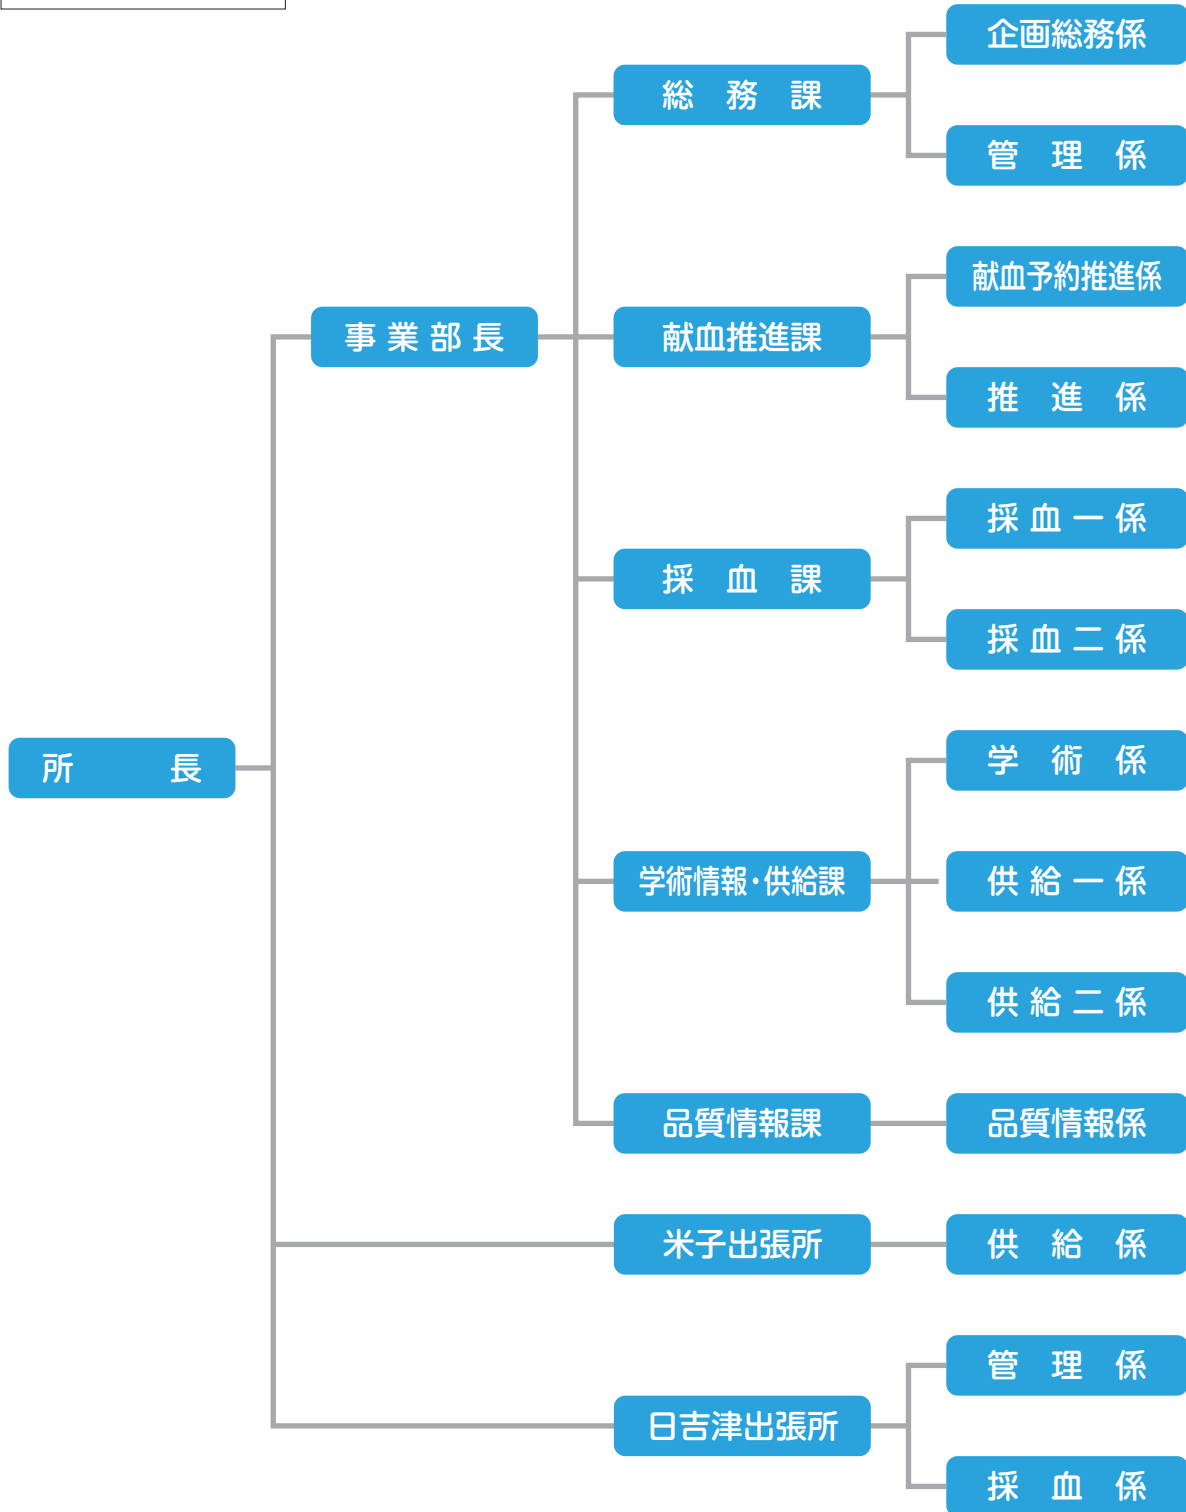 企画総務係
総務課
管理係
献血予約推進係
事業部長
献血推進課
推進係
採血一係
採血課
採血二係
所長
学術係
学術情報・供給課
供給一係
供給二係
品質情報課
品質情報係
米子出張所
供給係
管理係
日吉津出張所
採血係